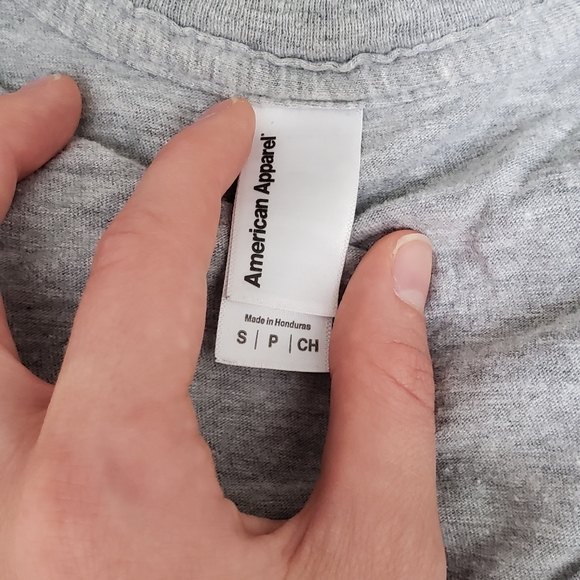 American Apparel
Made in Honduras
S | P | CH